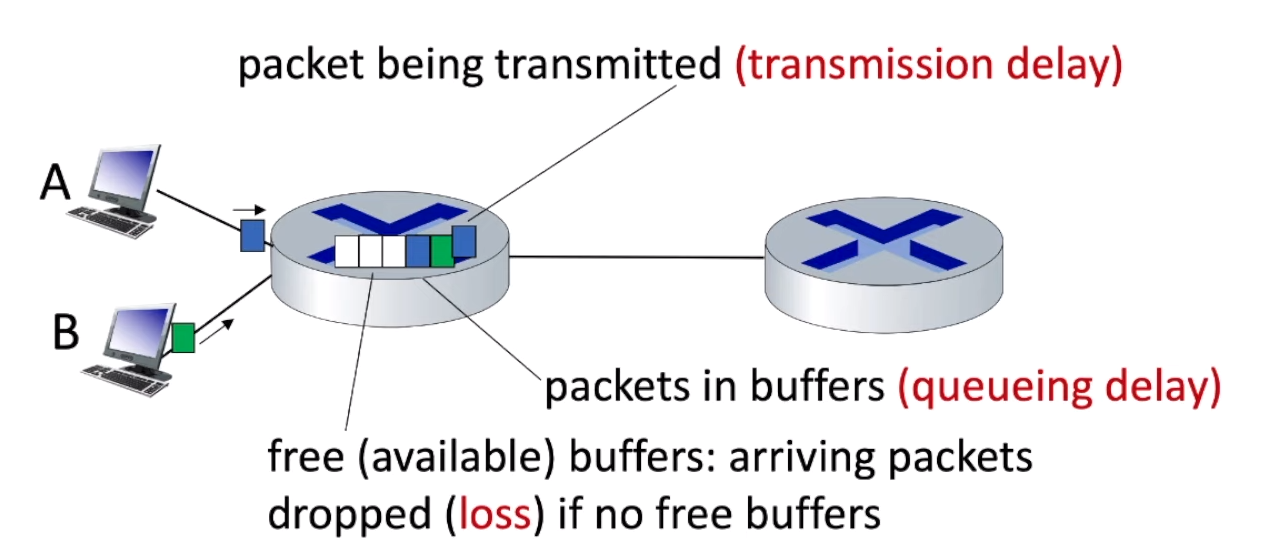 packet being transmitted (transmission delay)
A
B
packets in buffers (queueing delay)
free (available) buffers: arriving packets
dropped (loss) if no free buffers